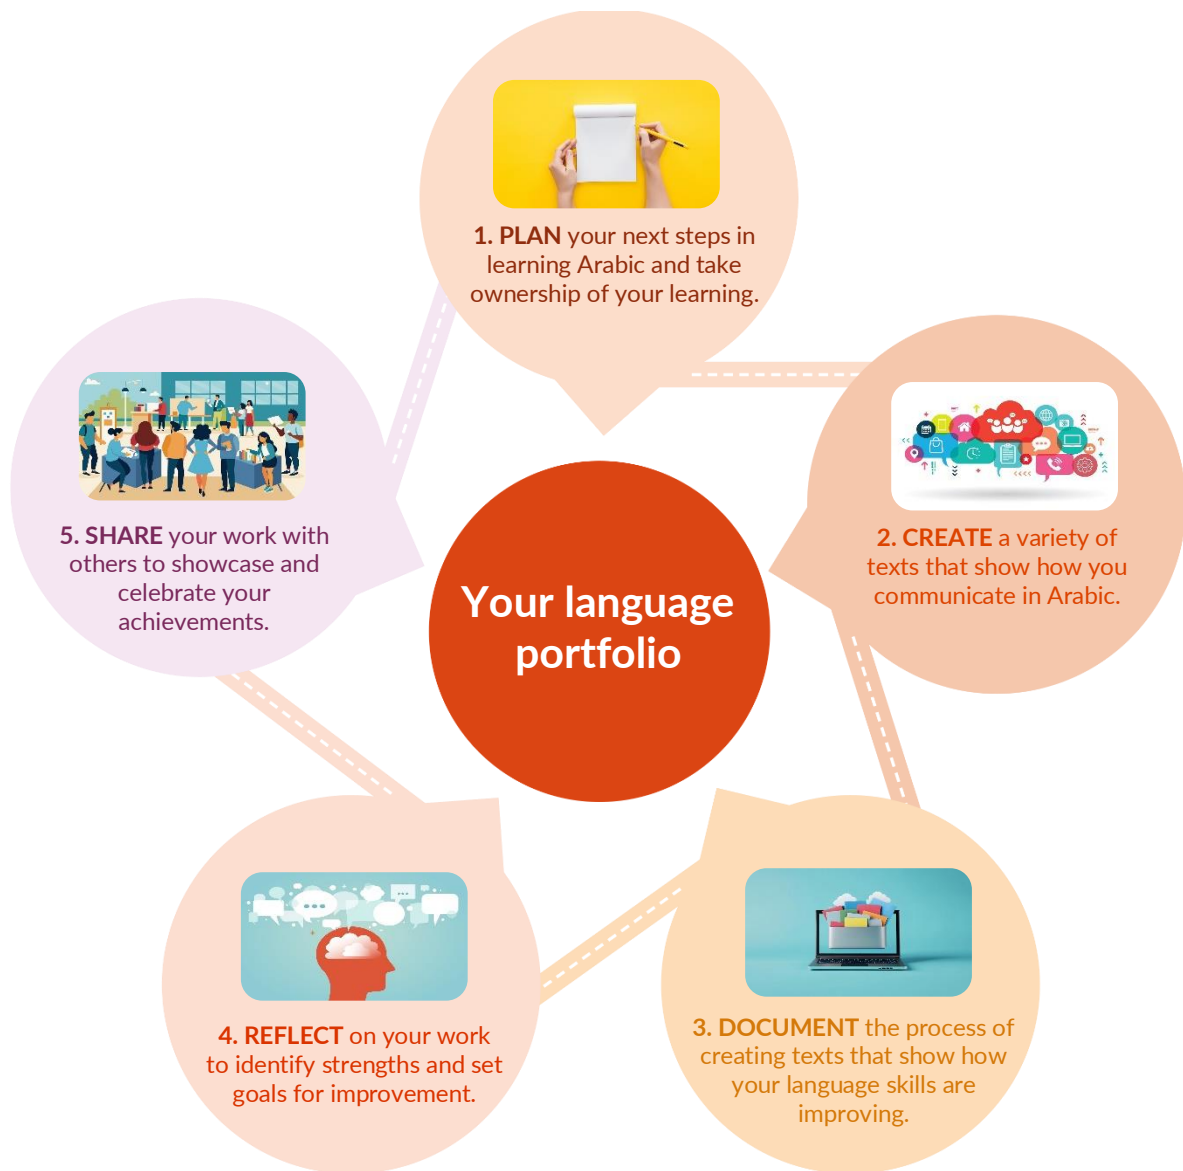 1. PLAN your next steps in
learning Arabic and take
ownership of your learning.
2. CREATE a variety of
texts that show how you
communicate in Arabic.
5. SHARE your work with
others to showcase and
celebrate your
achievements.
Your language
portfolio
4. REFLECT on your work
to identify strengths and set
goals for improvement.
3. DOCUMENT the process of
creating texts that show how
your language skills are
improving.